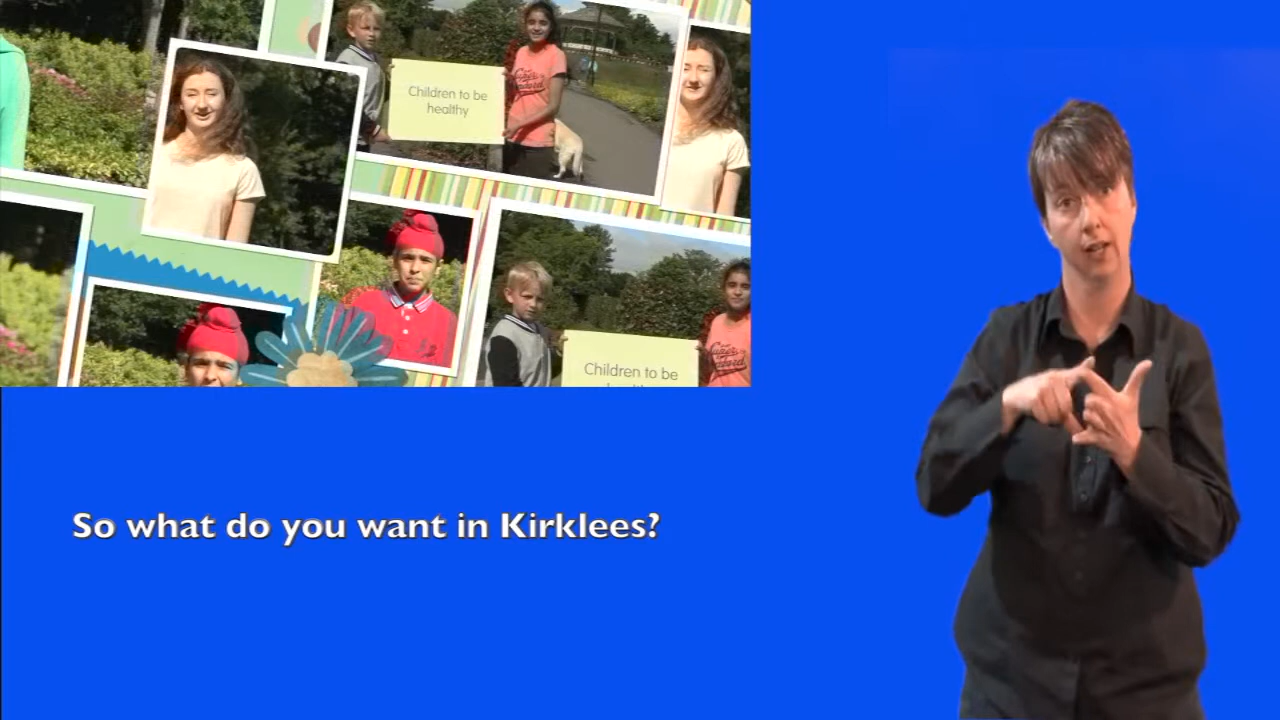 Children to be
healthy
Children to be
So what do you want in Kirklees?